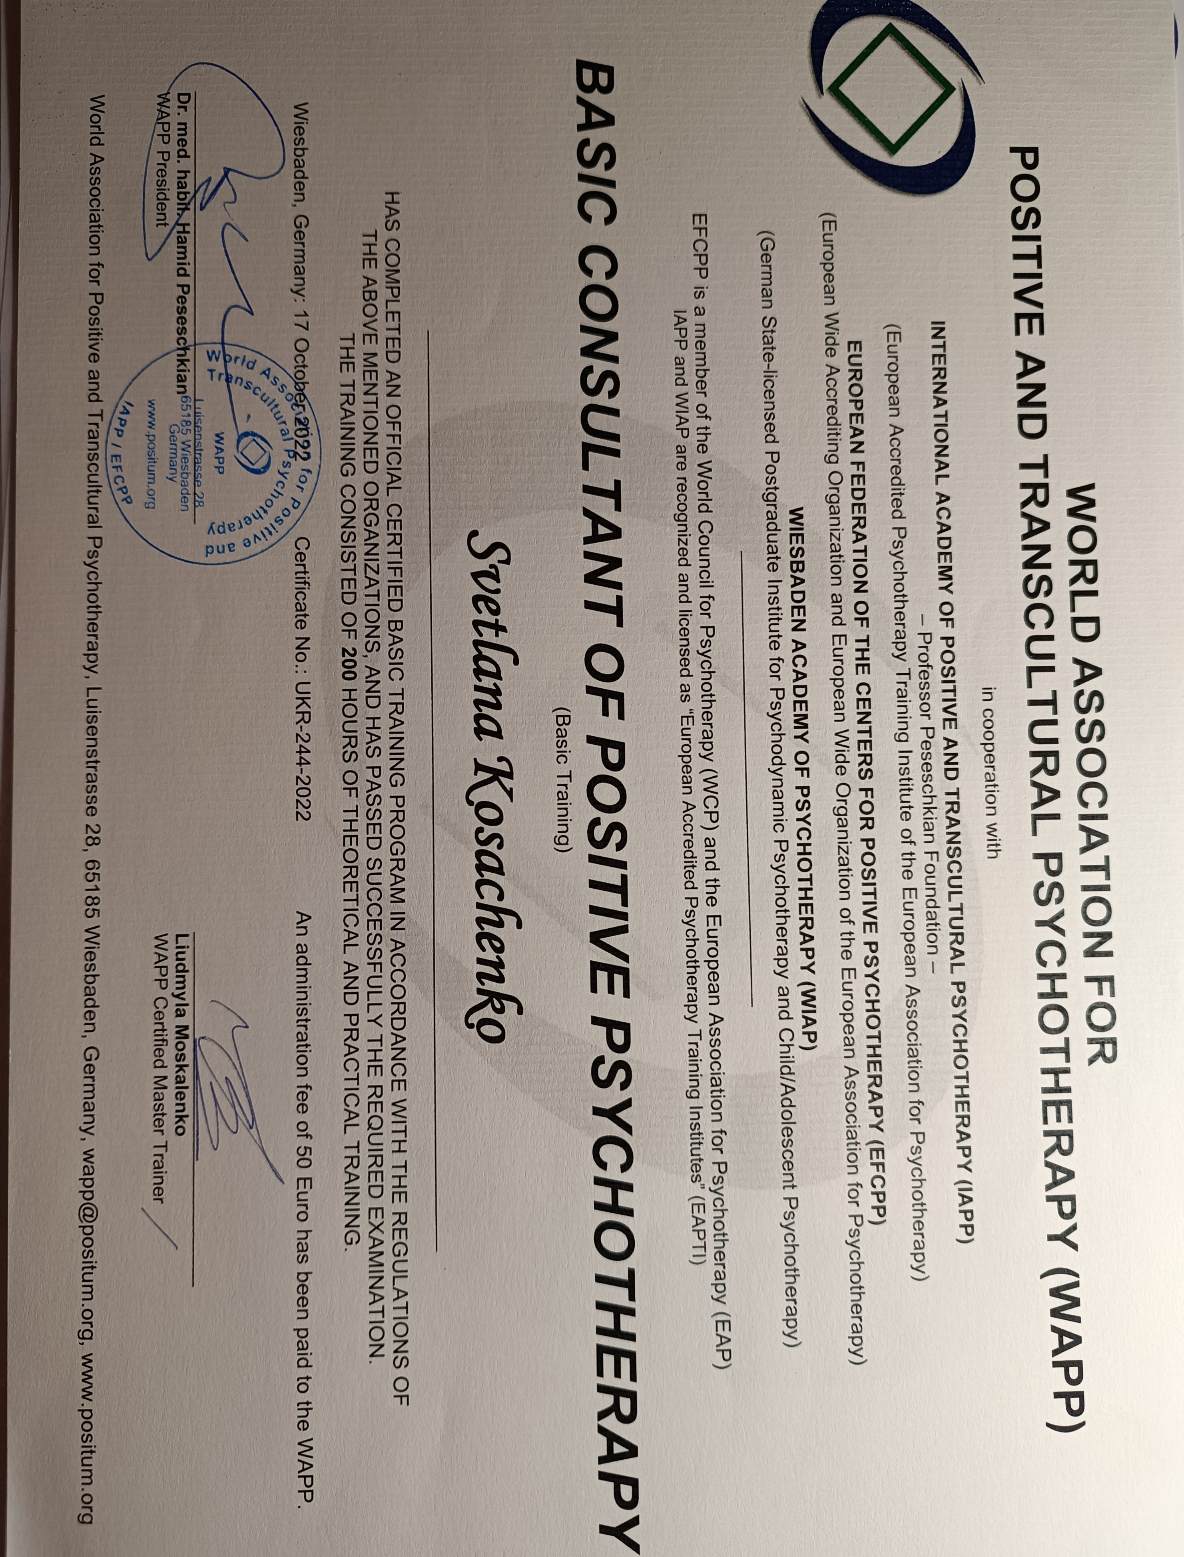 WORLD ASSOCIATION FOR
POSITIVE AND TRANSCULTURAL PSYCHOTHERAPY (WAPP)
in cooperation with
INTERNATIONAL ACADEMY OF POSITIVE AND TRANSCULTURAL PSYCHOTHERAPY (IAPP)
– Professor Peseschkian Foundation –
(European Accredited Psychotherapy Training Institute of the European Association for Psychotherapy)
EUROPEAN FEDERATION OF THE CENTERS FOR POSITIVE PSYCHOTHERAPY (EFCPP)
(European Wide Accrediting Organization and European Wide Organization of the European Association for Psychotherapy)
WIESBADEN ACADEMY OF PSYCHOTHERAPY (WIAP)
(German State-licensed Postgraduate Institute for Psychodynamic Psychotherapy and Child/Adolescent Psychotherapy)
EFCPP is a member of the World Council for Psychotherapy (WCP) and the European Association for Psychotherapy (EAP)
IAPP and WIAP are recognized and licensed as "European Accredited Psychotherapy Training Institutes" (EAPTI)
BASIC CONSULTANT OF POSITIVE PSYCHOTHERAPY
(Basic Training)
Svetlana Kosachenko
HAS COMPLETED AN OFFICIAL CERTIFIED BASIC TRAINING PROGRAM IN ACCORDANCE WITH THE REGULATIONS OF
THE ABOVE MENTIONED ORGANIZATIONS, AND HAS PASSED SUCCESSFULLY THE REQUIRED EXAMINATION.
THE TRAINING CONSISTED OF 200 HOURS OF THEORETICAL AND PRACTICAL TRAINING.
Wiesbaden, Germany: 17 October 2022 Certificate No.: UKR-244-2022 An administration fee of 50 Euro has been paid to the WAPP.
World Association for Positive and
Transcultural Psychotherapy
WAPP
Luisenstrasse 28
65185 Wiesbaden
Germany
www.positum.org
IAPP / EFCPP
Dr. med. habil. Hamid Peseschkian
WAPP President
Liudmyla Moskalenko
WAPP Certified Master Trainer
World Association for Positive and Transcultural Psychotherapy, Luisenstrasse 28, 65185 Wiesbaden, Germany, wapp@positum.org, www.positum.org